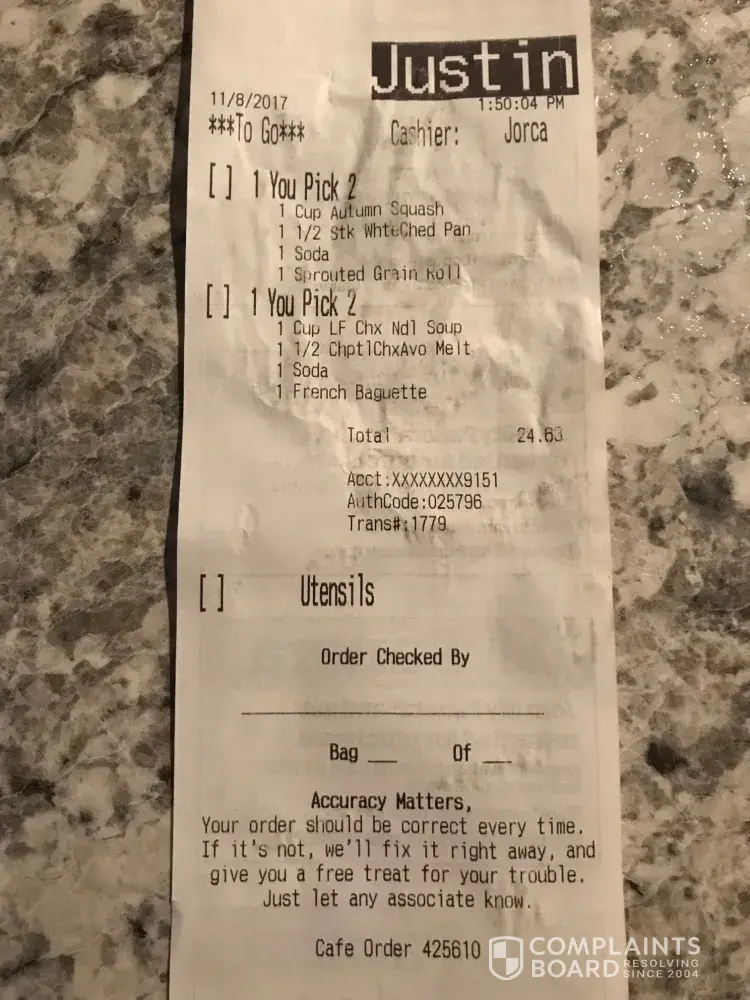 Justin
11/8/2017 1:50:04 PM
***To Go*** Cashier: Jorca
[ ] 1 You Pick 2
1 Cup Autumn Squash
1 1/2 Stk WhteChed Pan
1 Soda
1 Sprouted Grain Roll
[ ] 1 You Pick 2
1 Cup LF Chx Ndl Soup
1 1/2 ChptlChxAvo Melt
1 Soda
1 French Baguette
Total 24.63
Acct:XXXXXXXX9151
AuthCode:025796
Trans#:1779
[ ] Utensils
Order Checked By
Bag ___ Of ___
Accuracy Matters,
Your order should be correct every time.
If it's not, we'll fix it right away, and
give you a free treat for your trouble.
Just let any associate know.
Cafe Order 425610
COMPLAINTS
BOARD RESOLVING
SINCE 2004